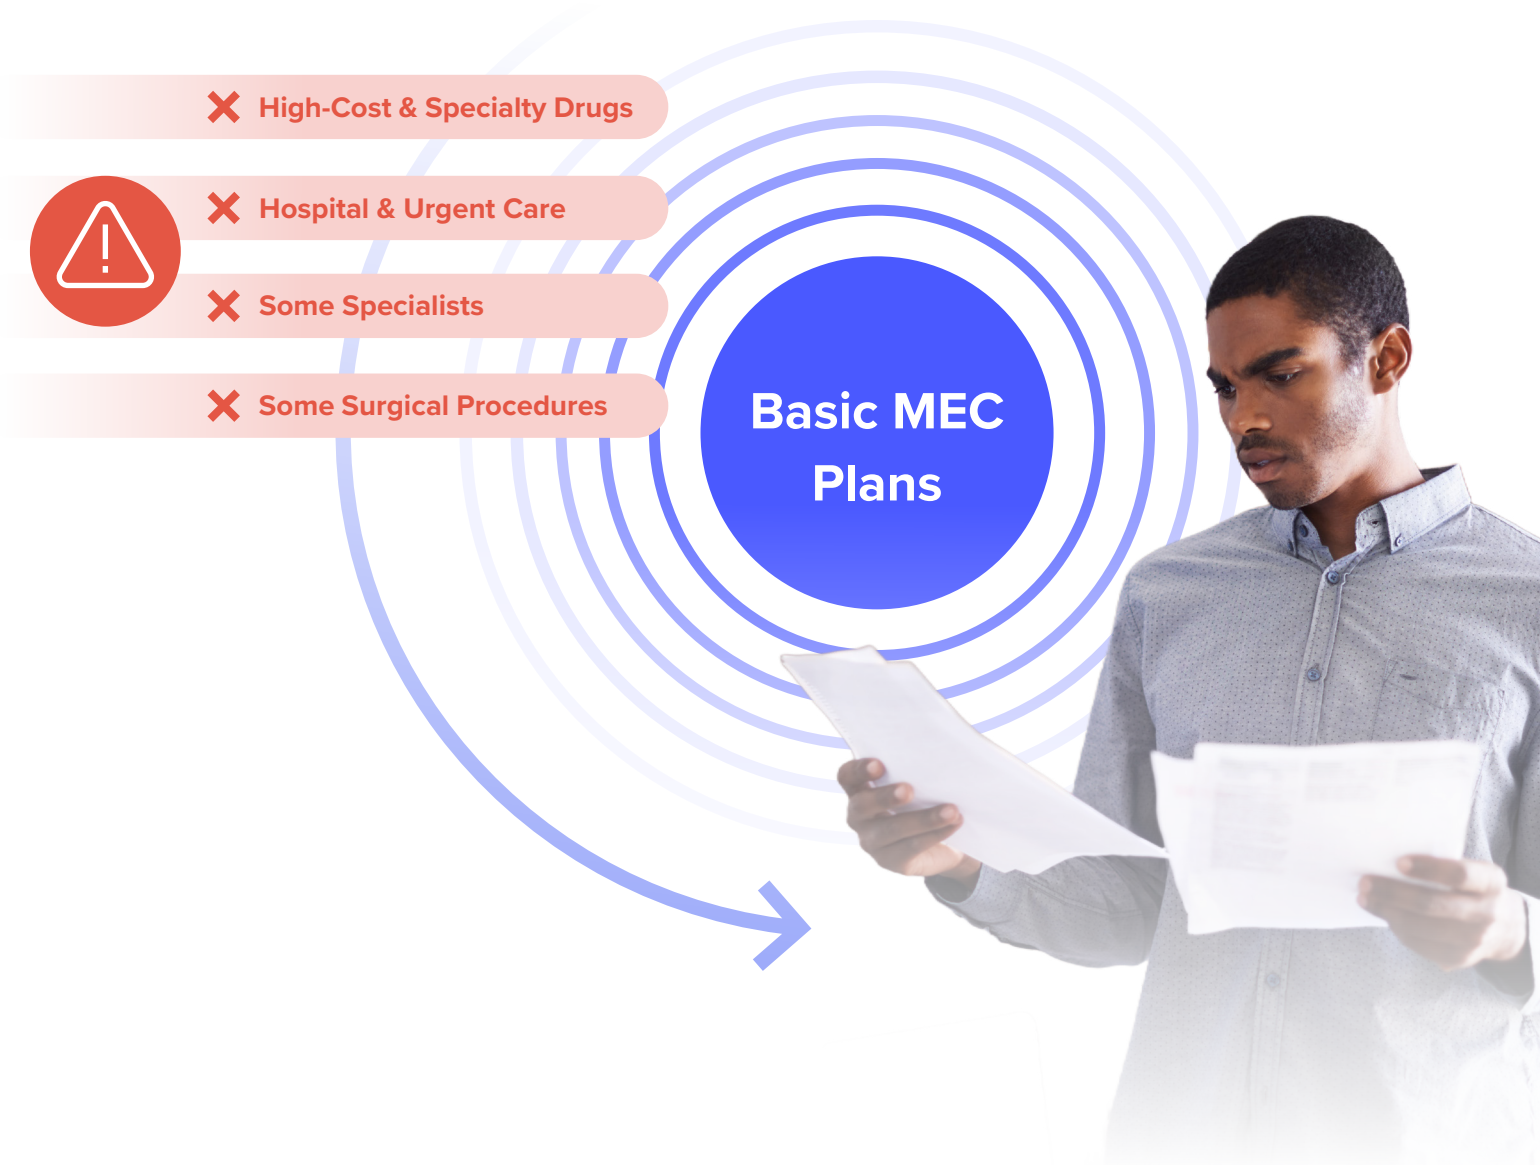 High-Cost & Specialty Drugs
Hospital & Urgent Care
Some Specialists
Some Surgical Procedures
Basic MEC
Plans